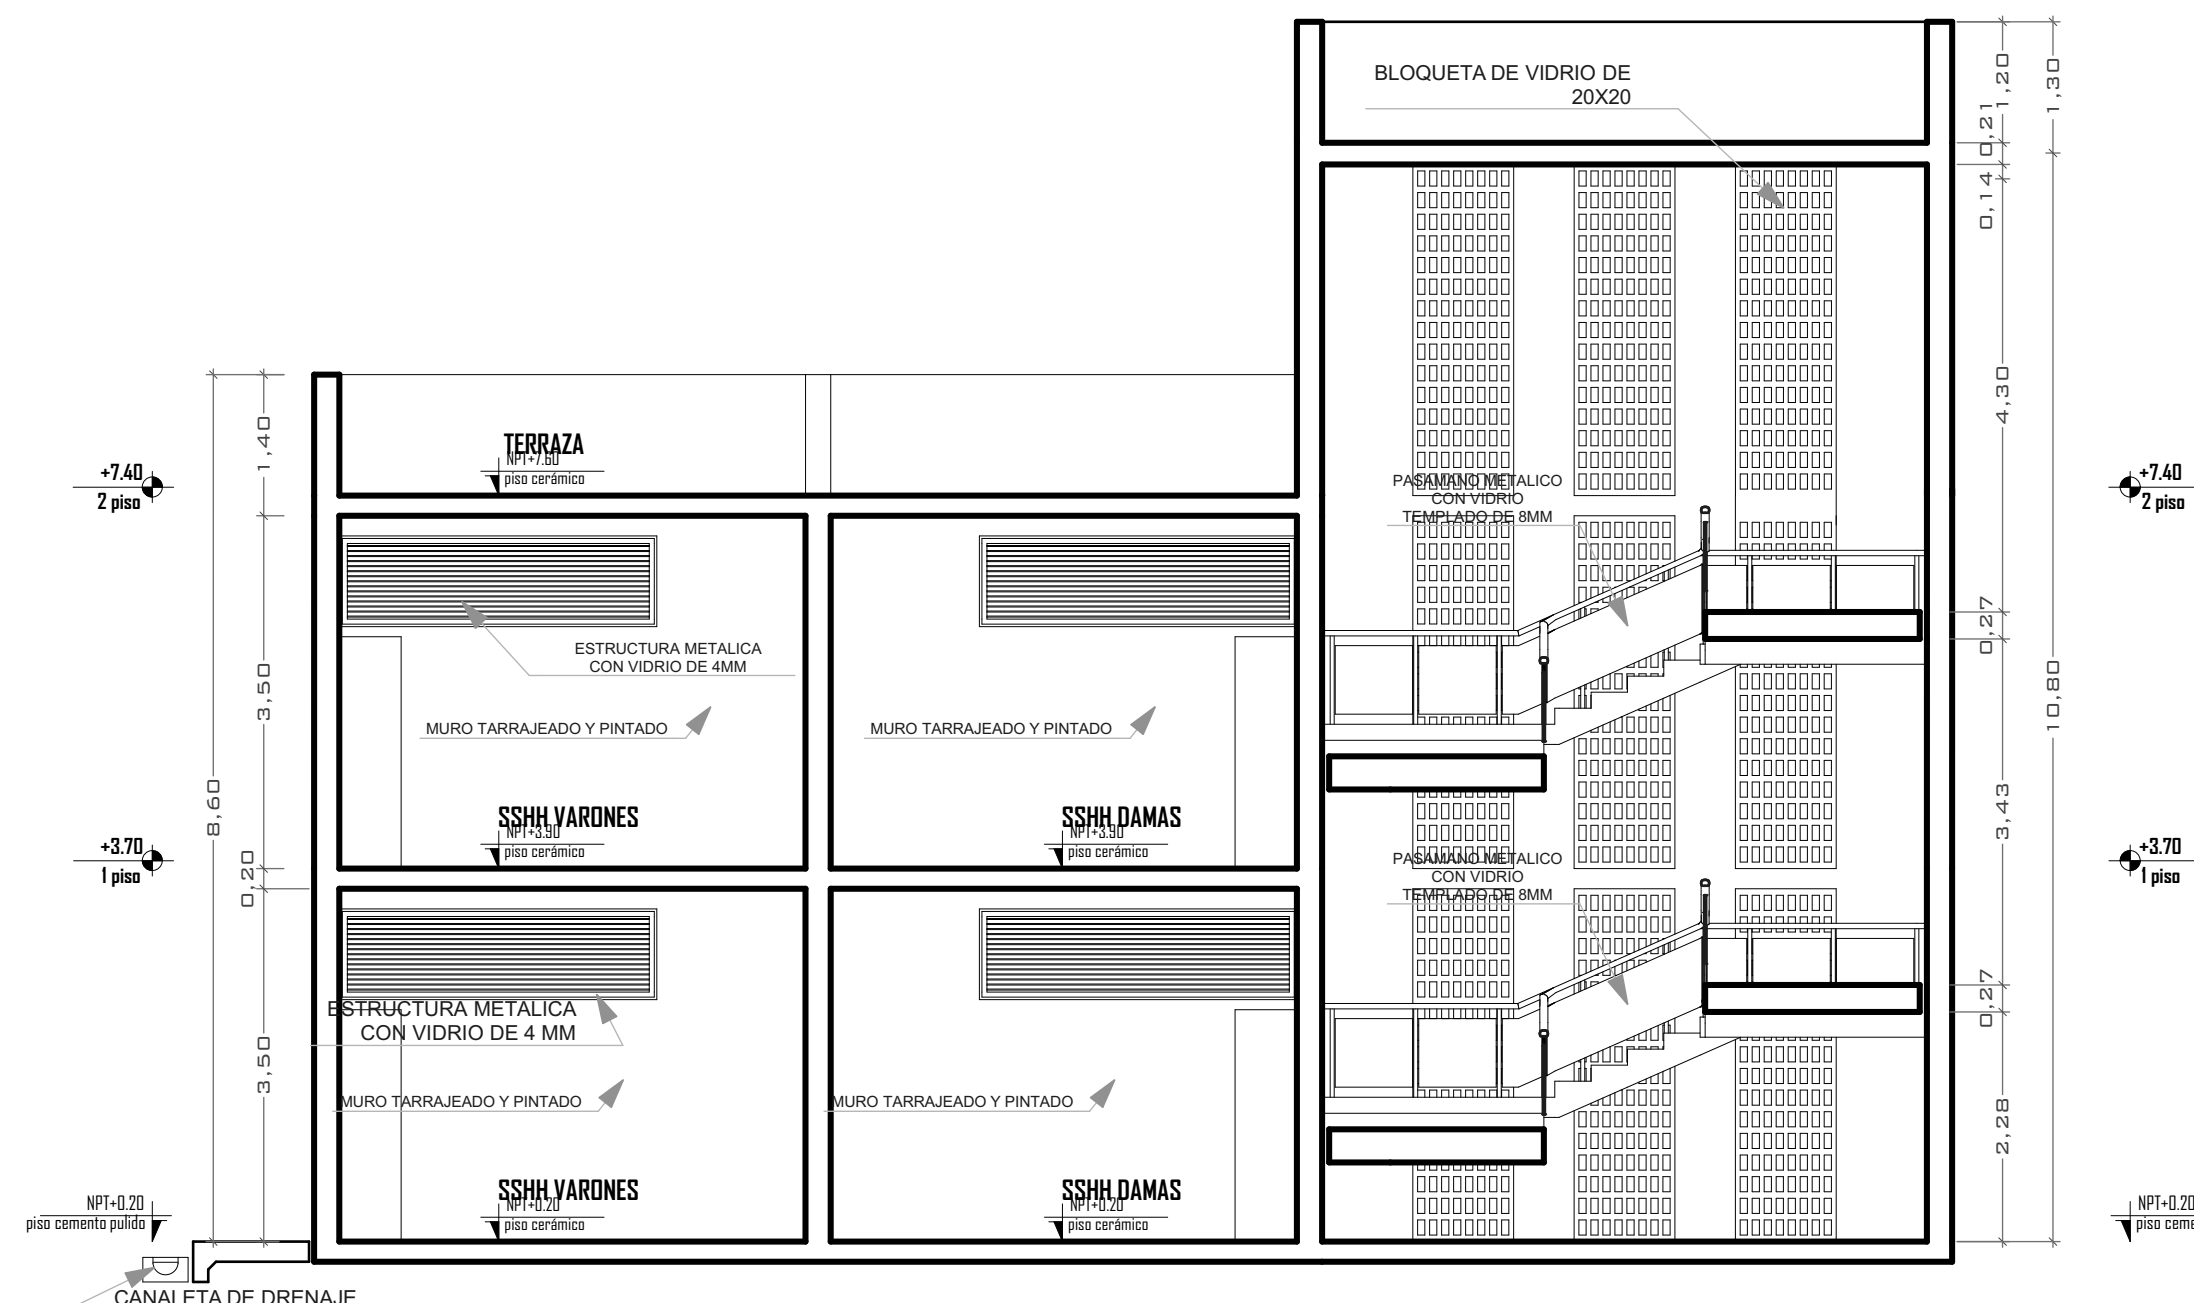 BLOQUETA DE VIDRIO DE
20X20
1,20
1,30
0,21
0,14
4,30
1,40
TERRAZA
NPT+7.60
piso cerámico
+7.40
2 piso
PASAMANO METALICO
CON VIDRIO
TEMPLADO DE 8MM
+7.40
2 piso
0,27
ESTRUCTURA METALICA
CON VIDRIO DE 4MM
3,50
10,80
MURO TARRAJEADO Y PINTADO
MURO TARRAJEADO Y PINTADO
8,60
3,43
SSHH VARONES
NPT+3.90
piso cerámico
SSHH DAMAS
NPT+3.90
piso cerámico
+3.70
1 piso
0,20
PASAMANO METALICO
CON VIDRIO
TEMPLADO DE 8MM
+3.70
1 piso
0,27
ESTRUCTURA METALICA
CON VIDRIO DE 4 MM
3,50
MURO TARRAJEADO Y PINTADO
MURO TARRAJEADO Y PINTADO
2,28
SSHH VARONES
NPT+0.20
piso cerámico
SSHH DAMAS
NPT+0.20
piso cerámico
NPT+0.20
piso cemento pulido
NPT+0.20
piso ceme
CANALETA DE DRENAJE